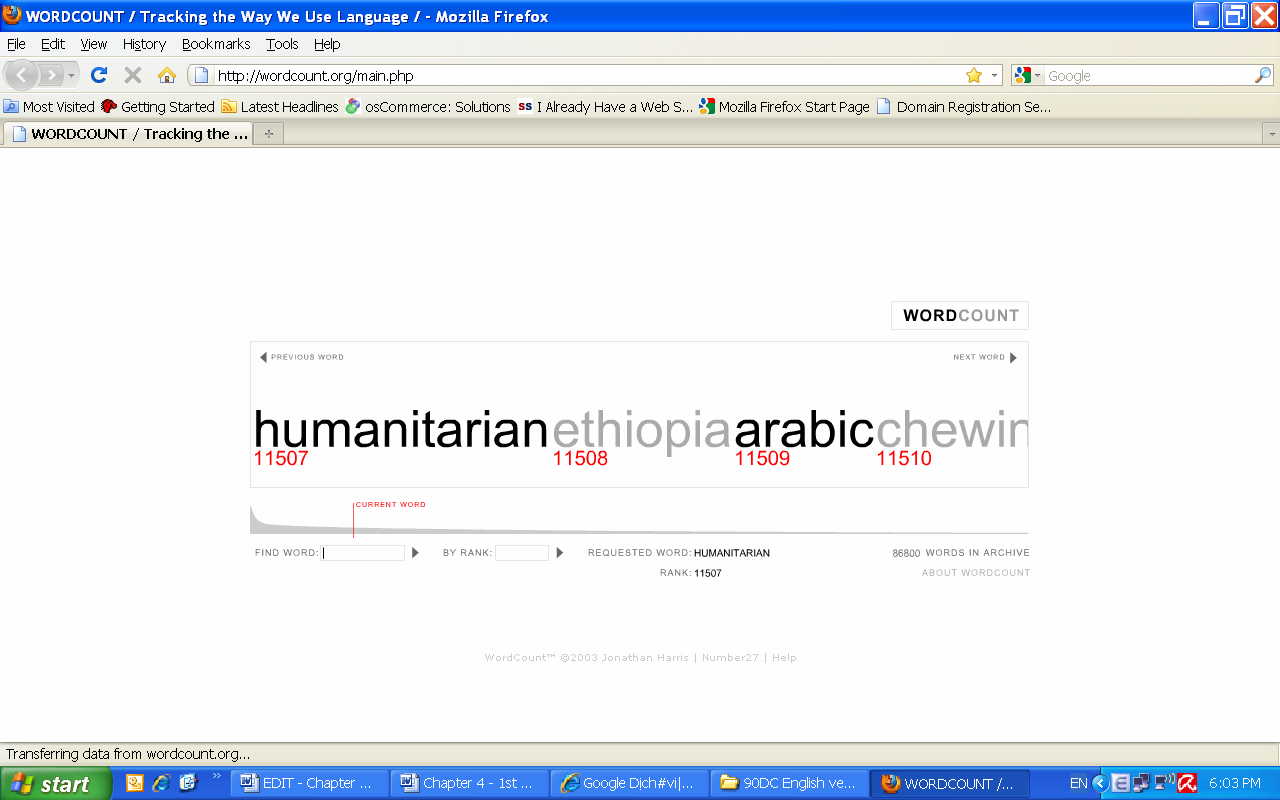 WORDCOUNT / Tracking the Way We Use Language / - Mozilla Firefox
File Edit View History Bookmarks Tools Help
http://wordcount.org/main.php Google
Most Visited Getting Started Latest Headlines osCommerce: Solutions ss I Already Have a Web S... Mozilla Firefox Start Page Domain Registration Se...
WORDCOUNT / Tracking the ...
WORDCOUNT
PREVIOUS WORD NEXT WORD
humanitarian ethiopia arabic chewin
11507 11508 11509 11510
CURRENT WORD
FIND WORD: BY RANK: REQUESTED WORD: HUMANITARIAN 86800 WORDS IN ARCHIVE
RANK: 11507 ABOUT WORDCOUNT
WordCount™ ©2003 Jonathan Harris | Number27 | Help
Transferring data from wordcount.org...
start EDIT - Chapter ... Chapter 4 - 1st ... Google Dich#vi|... 90DC English ve... WORDCOUNT /... EN 6:03 PM